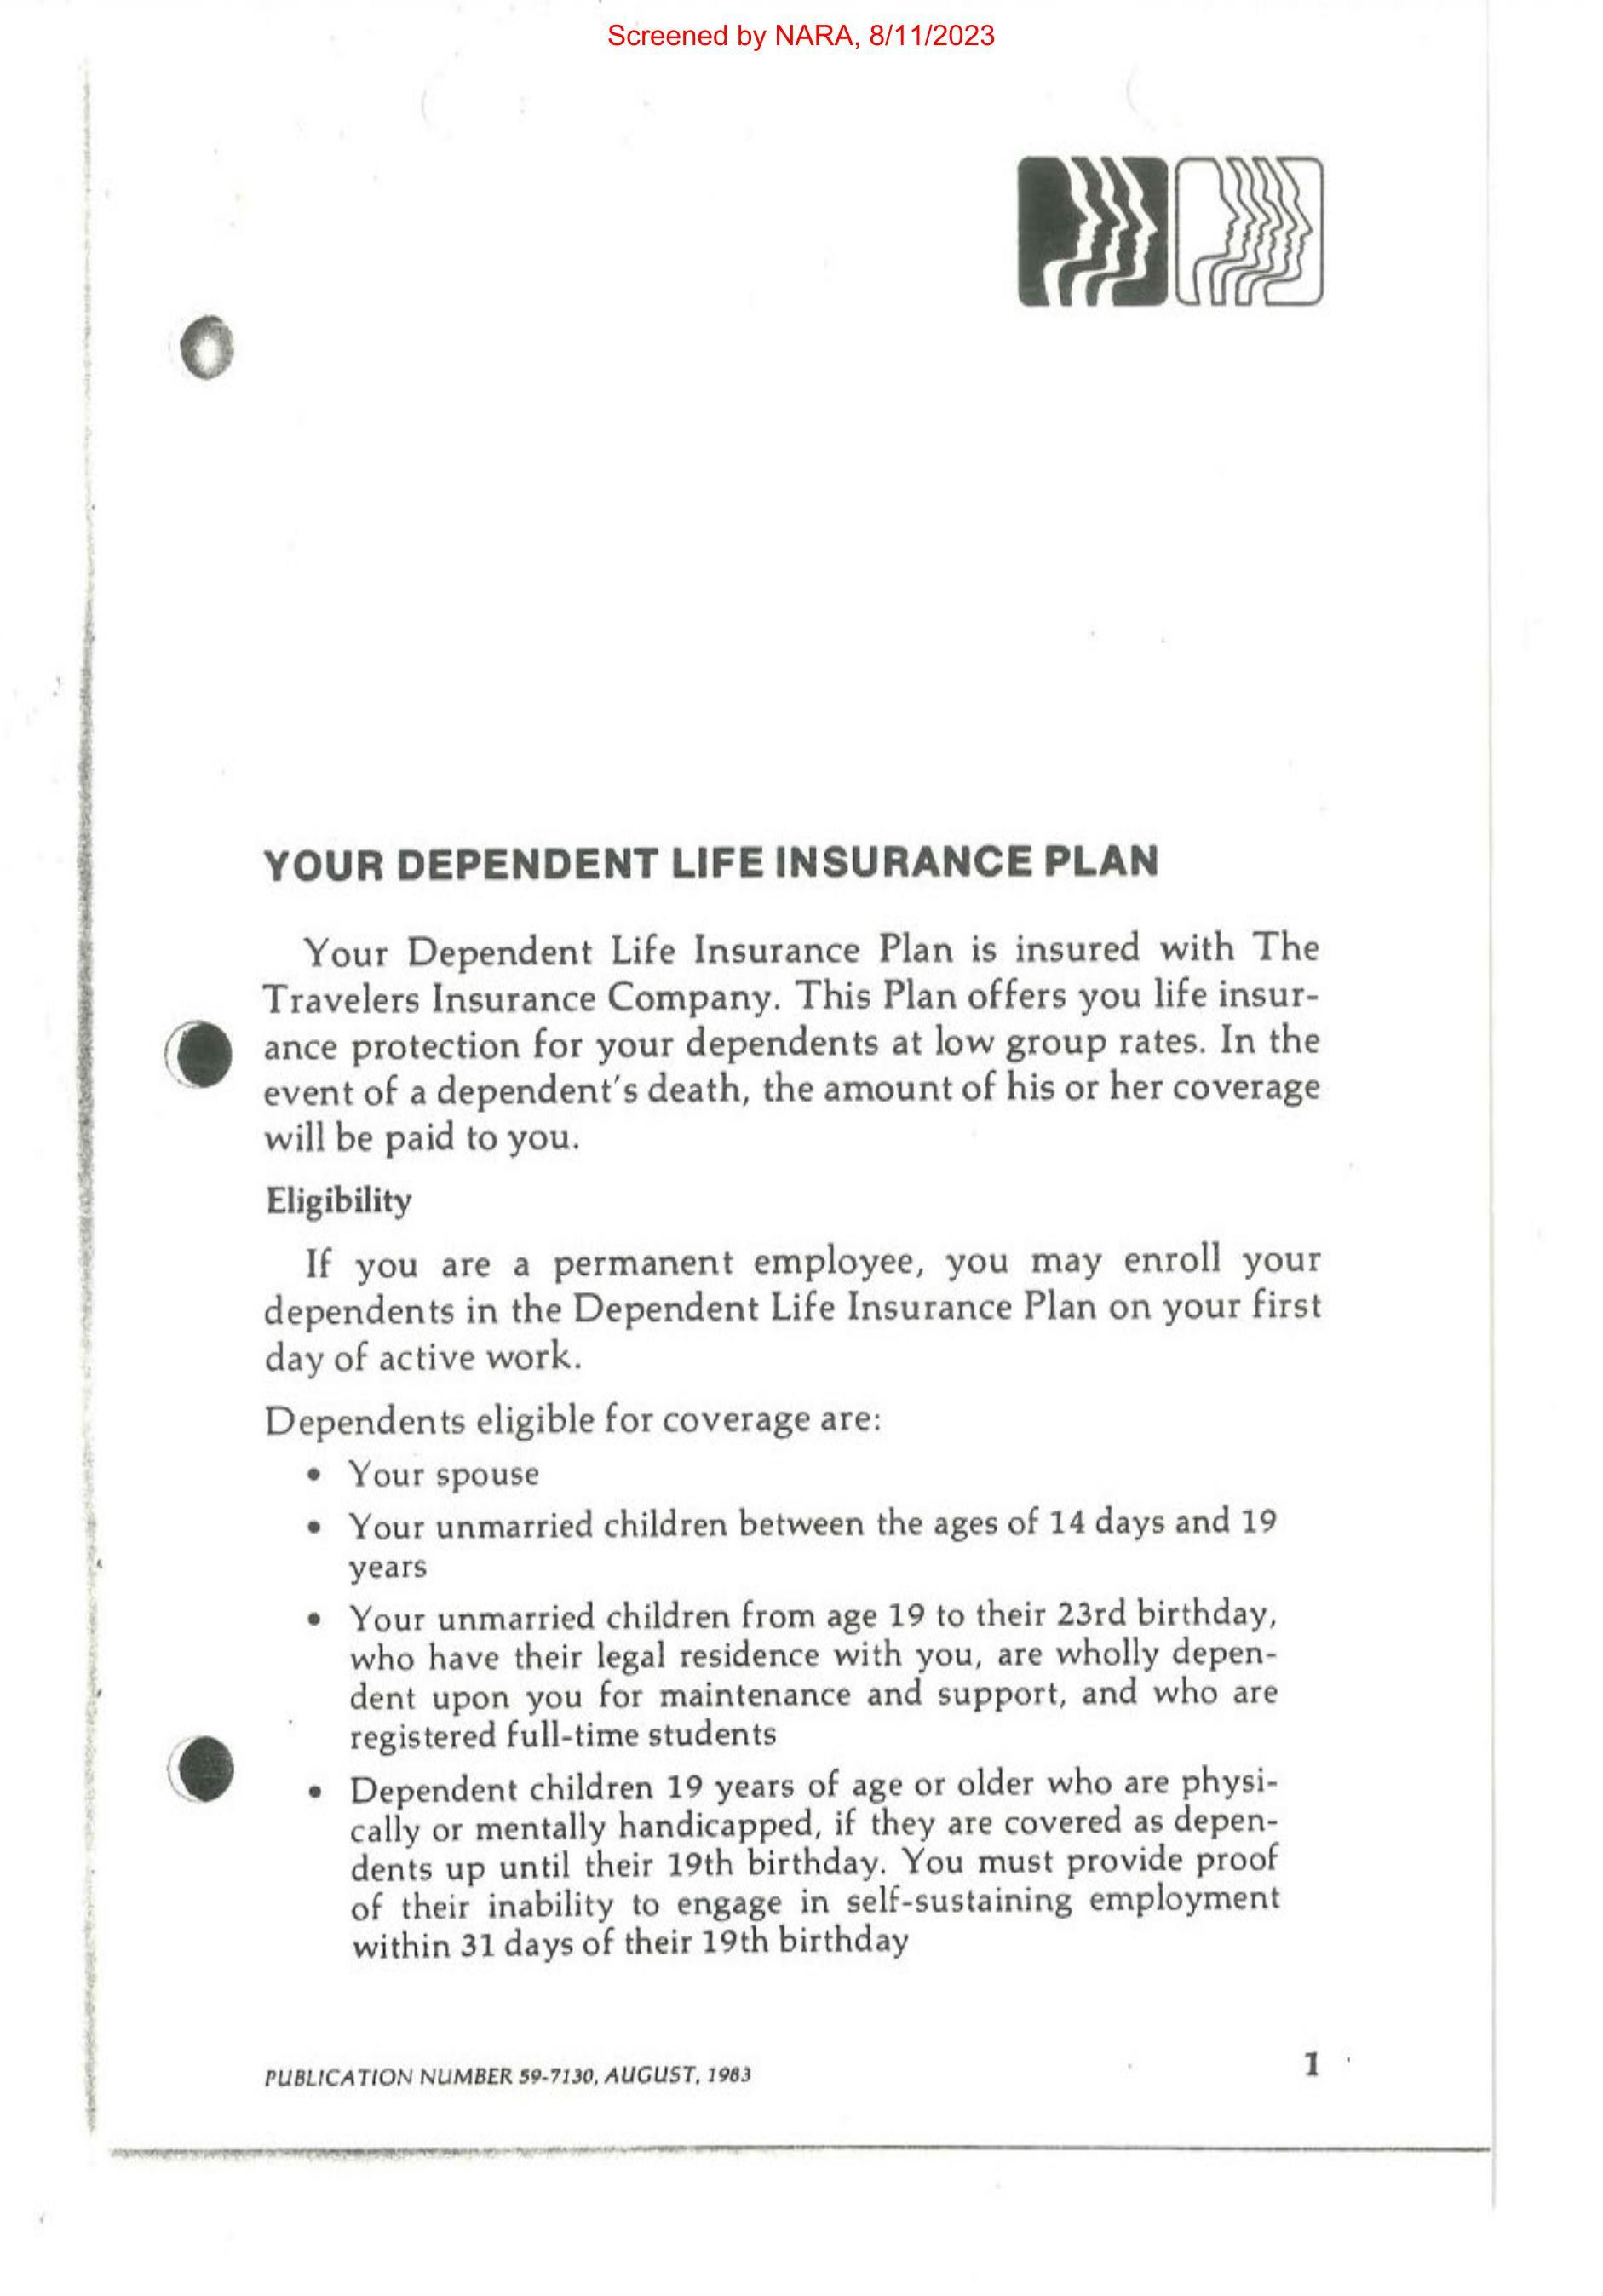 Screened by NARA, 8/11/2023
YOUR DEPENDENT LIFE INSURANCE PLAN
Your Dependent Life Insurance Plan is insured with The
Travelers Insurance Company. This Plan offers you life insur-
ance protection for your dependents at low group rates. In the
event of a dependent's death, the amount of his or her coverage
will be paid to you.
Eligibility
If you are a permanent employee, you may enroll your
dependents in the Dependent Life Insurance Plan on your first
day of active work.
Dependents eligible for coverage are:
• Your spouse
• Your unmarried children between the ages of 14 days and 19
years
• Your unmarried children from age 19 to their 23rd birthday,
who have their legal residence with you, are wholly depen-
dent upon you for maintenance and support, and who are
registered full-time students
• Dependent children 19 years of age or older who are physi-
cally or mentally handicapped, if they are covered as depen-
dents up until their 19th birthday. You must provide proof
of their inability to engage in self-sustaining employment
within 31 days of their 19th birthday
PUBLICATION NUMBER 59-7130, AUGUST, 1983
1